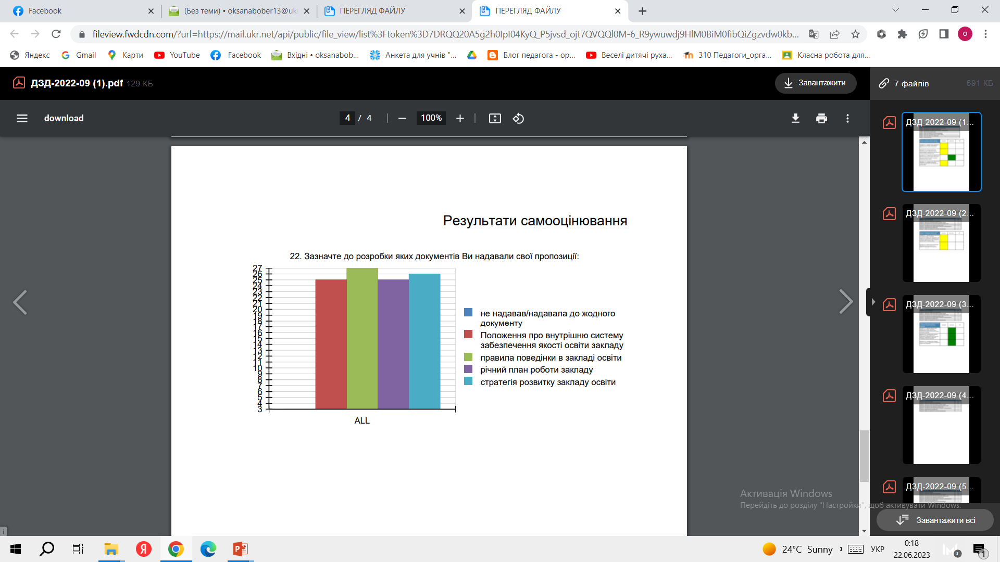 Facebook
(Без теми) • oksanabober13@uk
ПЕРЕГЛЯД ФАЙЛУ
ПЕРЕГЛЯД ФАЙЛУ
fileview.fwdcdn.com/?url=https://mail.ukr.net/api/public/file_view/list%3Ftoken%3D7DRQQ20A5g2h0IpI04KyQ_P5jvsd_ojt7QVQQl0M-6_R9ywuwdj9HlM0BiM0fibQiZgzvdw0kb...
O
Яндекс
Gmail
Карти
YouTube
Facebook
Вхідні • oksanabob...
Анкета для учнів "...
Блог педагога - ор...
Веселі дитячі руха...
310 Педагоги_орга...
Класна робота для...
ДЗД-2022-09 (1).pdf 129 КБ
Завантажити
7 файлів
691 КБ
download
4 / 4
100%
Результати самооцінювання
22. Зазначте до розробки яких документів Ви надавали свої пропозиції:
27
26
25
24
23
22
21
20
19
18
17
16
15
14
13
12
11
10
9
8
7
6
5
4
3
ALL
не надавав/надавала до жодного
документу
Положення про внутрішню систему
забезпечення якості освіти закладу
правила поведінки в закладі освіти
річний план роботи закладу
стратегія розвитку закладу освіти
ДЗД-2022-09 (1...
ДЗД-2022-09 (2...
ДЗД-2022-09 (3...
ДЗД-2022-09 (4...
ДЗД-2022-09 (5...
Активація Windows
Перейдіть до розділу "Настройки", щоб активувати Windows.
Завантажити всі
24°C Sunny
УКР
0:18
22.06.2023
3
1